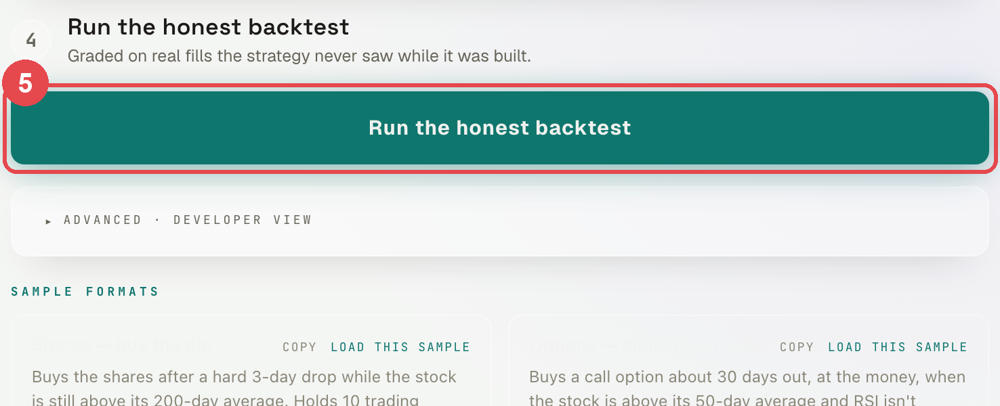 4
Run the honest backtest
Graded on real fills the strategy never saw while it was built.
5
Run the honest backtest
▸ ADVANCED · DEVELOPER VIEW
SAMPLE FORMATS
Shares — buy the dip
COPY LOAD THIS SAMPLE
Buys the shares after a hard 3-day drop while the stock
is still above its 200-day average. Holds 10 trading
Options —
COPY LOAD THIS SAMPLE
Buys a call option about 30 days out, at the money, when
the stock is above its 50-day average and RSI isn't